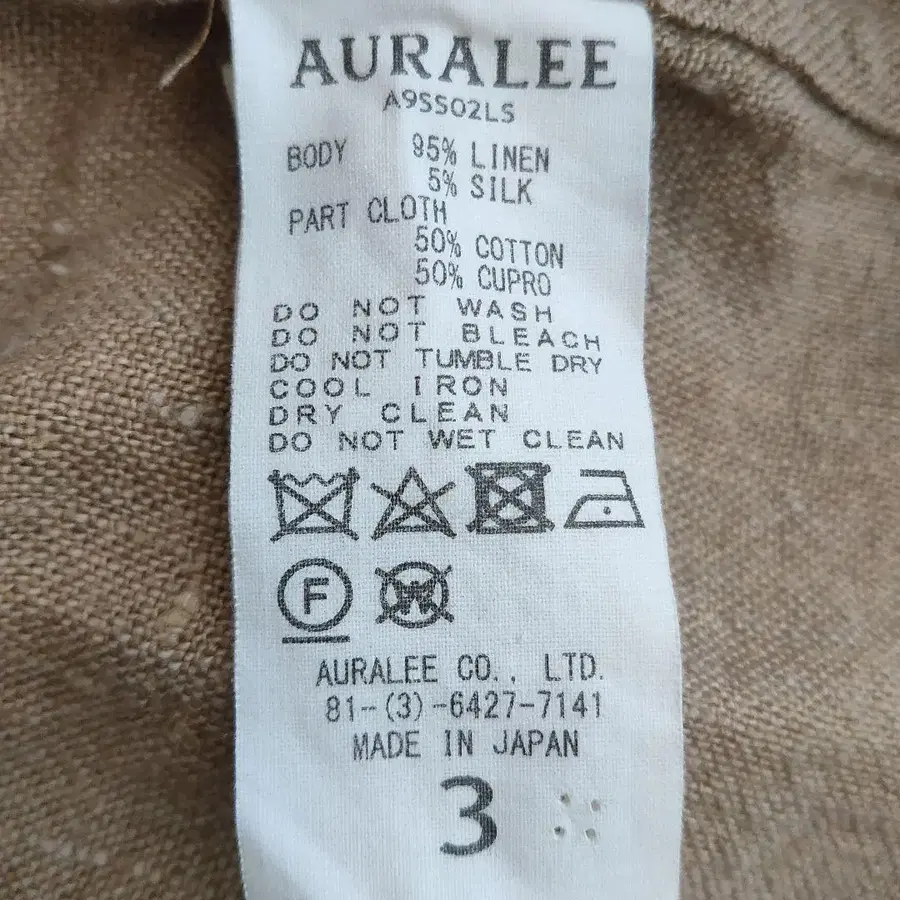 AURALEE
A9SS02LS
BODY 95% LINEN
5% SILK
PART CLOTH
50% COTTON
50% CUPRO
DO NOT WASH
DO NOT BLEACH
DO NOT TUMBLE DRY
COOL IRON
DRY CLEAN
DO NOT WET CLEAN
F W
AURALEE CO., LTD.
81-(3)-6427-7141
MADE IN JAPAN
3